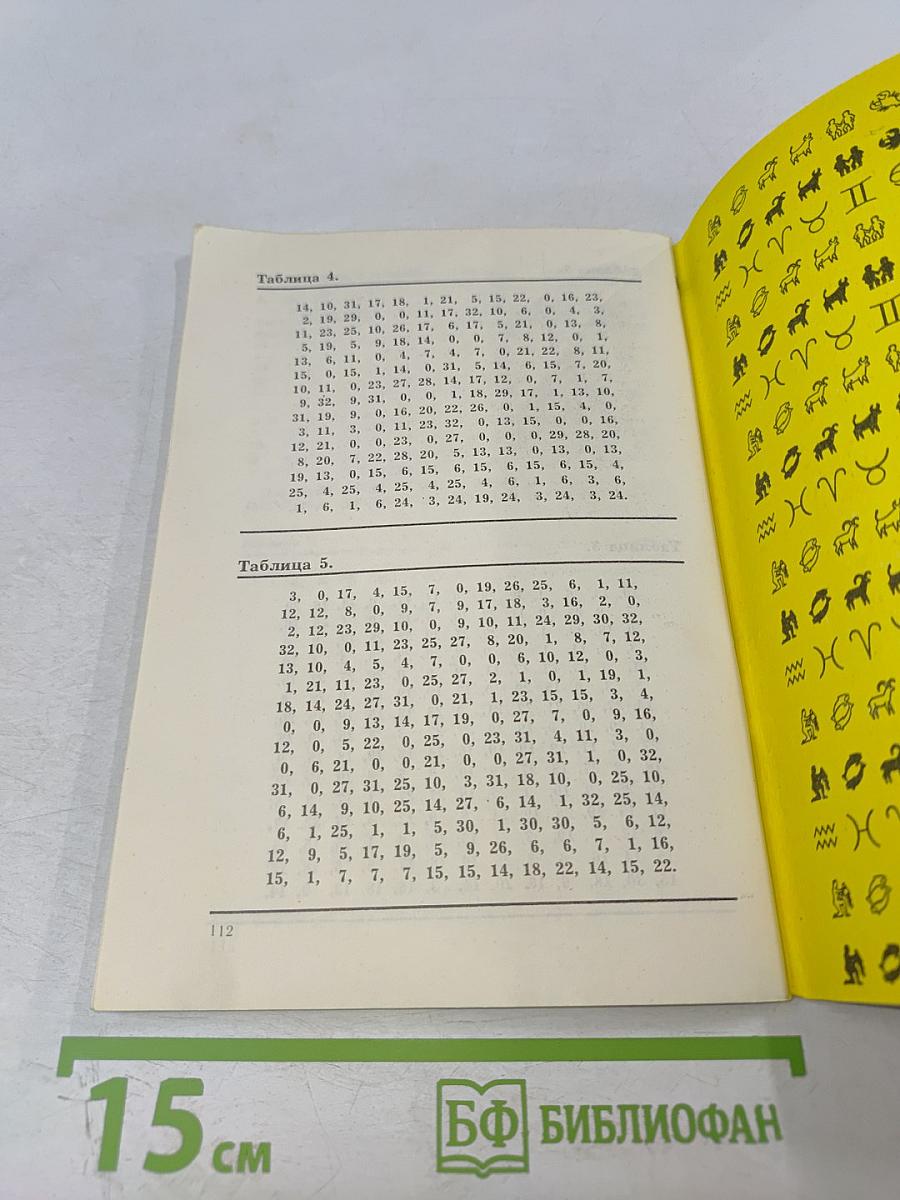 Таблица 4.
14, 10, 31, 17, 18, 1, 21, 5, 15, 22, 0, 16, 23,
2, 19, 29, 0, 0, 11, 17, 32, 10, 6, 0, 4, 3,
11, 23, 25, 10, 26, 17, 6, 17, 5, 21, 0, 13, 8,
5, 19, 5, 9, 18, 14, 0, 0, 7, 8, 12, 0, 1,
13, 6, 11, 0, 4, 7, 4, 7, 0, 21, 22, 8, 11,
15, 0, 15, 1, 14, 0, 31, 5, 14, 6, 15, 7, 20,
10, 11, 0, 23, 27, 28, 14, 17, 12, 0, 7, 1, 7,
9, 32, 9, 31, 0, 0, 1, 18, 29, 17, 1, 13, 10,
31, 19, 9, 0, 16, 20, 22, 26, 0, 1, 15, 4, 0,
3, 11, 3, 0, 11, 23, 32, 0, 13, 15, 0, 0, 16,
12, 21, 0, 0, 23, 0, 27, 0, 0, 0, 29, 28, 20,
8, 20, 7, 22, 28, 20, 5, 13, 13, 0, 13, 0, 13,
19, 13, 0, 15, 6, 15, 6, 15, 6, 15, 6, 15, 4,
25, 4, 25, 4, 25, 4, 25, 4, 6, 1, 6, 3, 6,
1, 6, 1, 6, 24, 3, 24, 19, 24, 3, 24, 3, 24.
Таблица 5.
3, 0, 17, 4, 15, 7, 0, 19, 26, 25, 6, 1, 11,
12, 12, 8, 0, 9, 7, 9, 17, 18, 3, 16, 2, 0,
2, 12, 23, 29, 10, 0, 9, 10, 11, 24, 29, 30, 32,
32, 10, 0, 11, 23, 25, 27, 8, 20, 1, 8, 7, 12,
13, 10, 4, 5, 4, 7, 0, 0, 6, 10, 12, 0, 3,
1, 21, 11, 23, 0, 25, 27, 2, 1, 0, 1, 19, 1,
18, 14, 24, 27, 31, 0, 21, 1, 23, 15, 15, 3, 4,
0, 0, 9, 13, 14, 17, 19, 0, 27, 7, 0, 9, 16,
12, 0, 5, 22, 0, 25, 0, 23, 31, 4, 11, 3, 0,
0, 6, 21, 0, 0, 21, 0, 0, 27, 31, 1, 0, 32,
31, 0, 27, 31, 25, 10, 3, 31, 18, 10, 0, 25, 10,
6, 14, 9, 10, 25, 14, 27, 6, 14, 1, 32, 25, 14,
6, 1, 25, 1, 1, 5, 30, 1, 30, 30, 5, 6, 12,
12, 9, 5, 17, 19, 5, 9, 26, 6, 6, 7, 1, 16,
15, 1, 7, 7, 7, 15, 15, 14, 18, 22, 14, 15, 22.
112
15 см
БФ БИБЛИОФАН